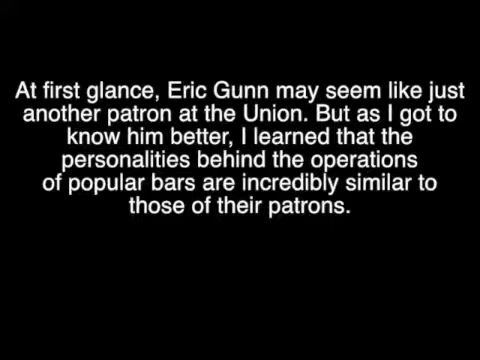 At first glance, Eric Gunn may seem like just
another patron at the Union. But as I got to
know him better, I learned that the
personalities behind the operations
of popular bars are incredibly similar to
those of their patrons.